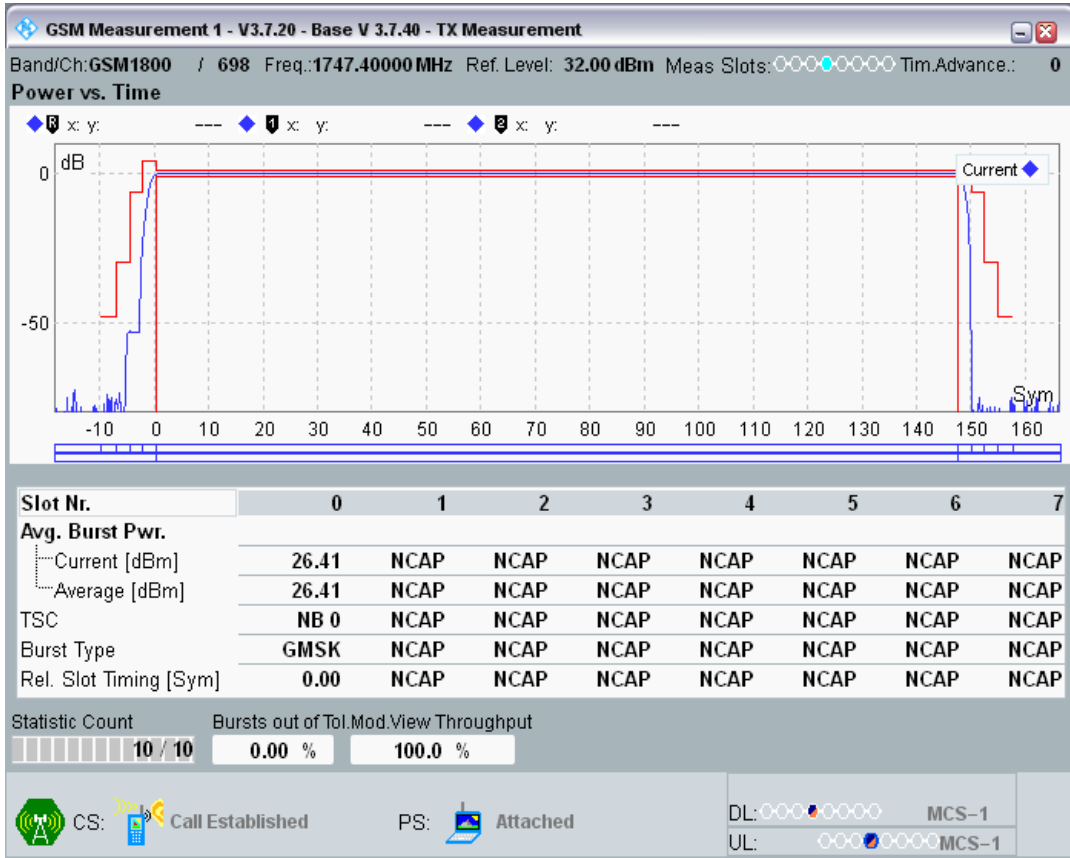 GSM Measurement 1 - V3.7.20 - Base V 3.7.40 - TX Measurement
Band/Ch:GSM1800 / 698 Freq.:1747.40000 MHz Ref. Level: 32.00 dBm Meas Slots: Tim.Advance.: 0
Power vs. Time
R x: y: --- 1 x: y: --- 2 x: y: ---
dB
Current
0
-50
Sym
-10 0 10 20 30 40 50 60 70 80 90 100 110 120 130 140 150 160
Slot Nr. 0 1 2 3 4 5 6 7
Avg. Burst Pwr.
Current [dBm] 26.41 NCAP NCAP NCAP NCAP NCAP NCAP NCAP
Average [dBm] 26.41 NCAP NCAP NCAP NCAP NCAP NCAP NCAP
TSC NB 0 NCAP NCAP NCAP NCAP NCAP NCAP NCAP
Burst Type GMSK NCAP NCAP NCAP NCAP NCAP NCAP NCAP
Rel. Slot Timing [Sym] 0.00 NCAP NCAP NCAP NCAP NCAP NCAP NCAP
Statistic Count Bursts out of Tol.Mod.View Throughput
10 / 10 0.00 % 100.0 %
CS: Call Established PS: Attached
DL: MCS-1
UL: MCS-1